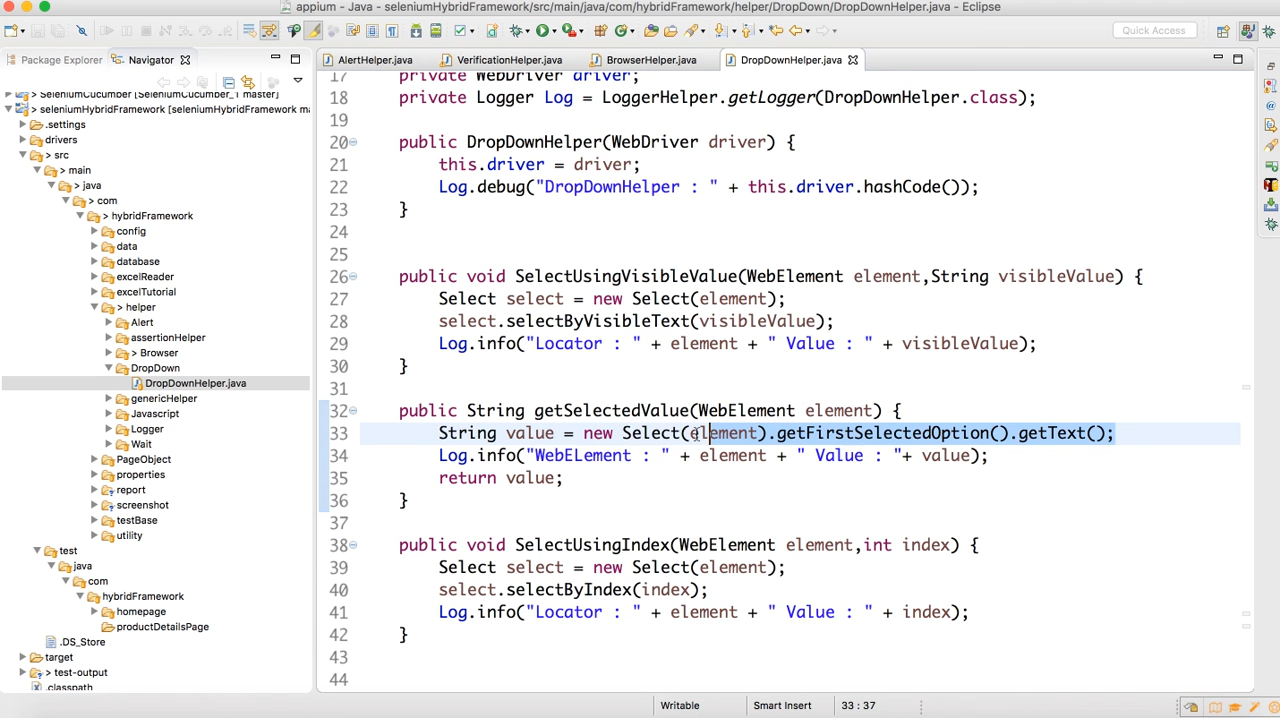 appium - Java - seleniumHybridFramework/src/main/java/com/hybridFramework/helper/DropDown/DropDownHelper.java - Eclipse
Quick Access
Package Explorer
Navigator
AlertHelper.java
VerificationHelper.java
BrowserHelper.java
DropDownHelper.java
SeleniumCucumber [SeleniumCucumber_1 master]
> seleniumHybridFramework [seleniumHybridFramework ma
.settings
drivers
> src
> main
> java
> com
> hybridFramework
> config
data
database
excelReader
excelTutorial
> helper
Alert
assertionHelper
> Browser
DropDown
DropDownHelper.java
genericHelper
Javascript
Logger
Wait
PageObject
properties
report
screenshot
testBase
utility
test
java
com
hybridFramework
homepage
productDetailsPage
.DS_Store
target
> test-output
.classpath
17 private WebDriver driver;
18 private Logger Log = LoggerHelper.getLogger(DropDownHelper.class);
19
20 public DropDownHelper(WebDriver driver) {
21 this.driver = driver;
22 Log.debug("DropDownHelper : " + this.driver.hashCode());
23 }
24
25
26 public void SelectUsingVisibleValue(WebElement element,String visibleValue) {
27 Select select = new Select(element);
28 select.selectByVisibleText(visibleValue);
29 Log.info("Locator : " + element + " Value : " + visibleValue);
30 }
31
32 public String getSelectedValue(WebElement element) {
33 String value = new Select(element).getFirstSelectedOption().getText();
34 Log.info("WebELement : " + element + " Value : "+ value);
35 return value;
36 }
37
38 public void SelectUsingIndex(WebElement element,int index) {
39 Select select = new Select(element);
40 select.selectByIndex(index);
41 Log.info("Locator : " + element + " Value : " + index);
42 }
43
44
Writable
Smart Insert
33 : 37